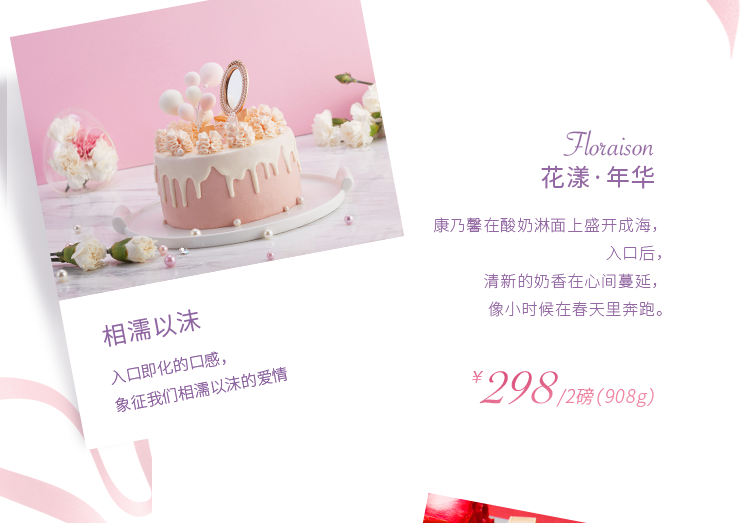 Floraison
花漾·年华
康乃馨在酸奶淋面上盛开成海，
入口后，
清新的奶香在心间蔓延，
像小时候在春天里奔跑。
¥298/2磅(908g)
相濡以沫
入口即化的口感，
象征我们相濡以沫的爱情